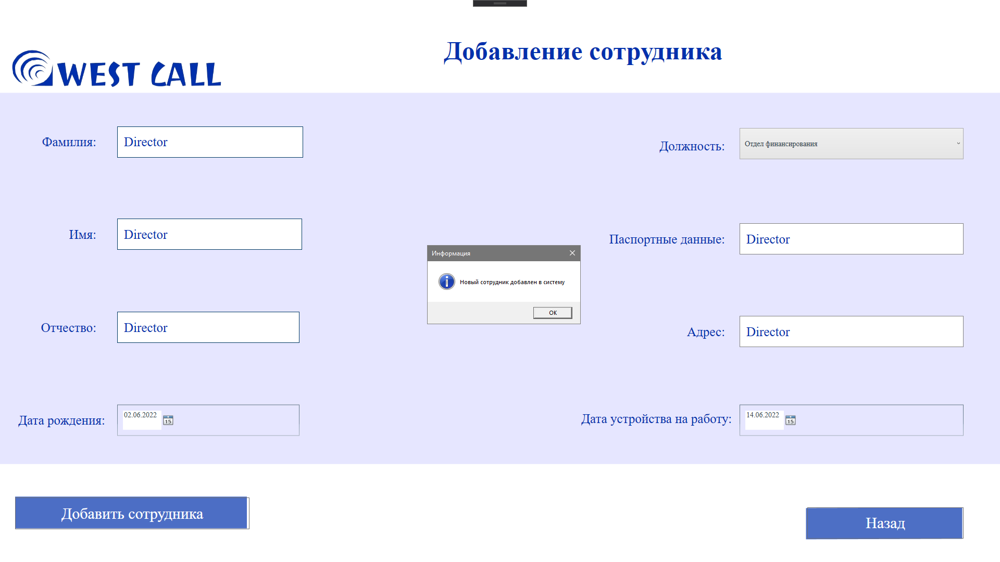 Добавление сотрудника
WEST CALL
Фамилия:
Director
Должность:
Отдел финансирования
Имя:
Director
Паспортные данные:
Director
Информация
Новый сотрудник добавлен в систему
OK
Отчество:
Director
Адрес:
Director
Дата рождения:
02.06.2022
15
Дата устройства на работу:
14.06.2022
15
Добавить сотрудника
Назад